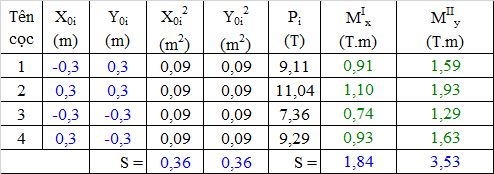 Tên cọc X₀ᵢ (m) Y₀ᵢ (m) X₀ᵢ² (m²) Y₀ᵢ² (m²) Pᵢ (T) Mᴵₓ (T.m) Mᴵᴵᵧ (T.m)
1 -0,3 0,3 0,09 0,09 9,11 0,91 1,59
2 0,3 0,3 0,09 0,09 11,04 1,10 1,93
3 -0,3 -0,3 0,09 0,09 7,36 0,74 1,29
4 0,3 -0,3 0,09 0,09 9,29 0,93 1,63
S = 0,36 0,36 S = 1,84 3,53